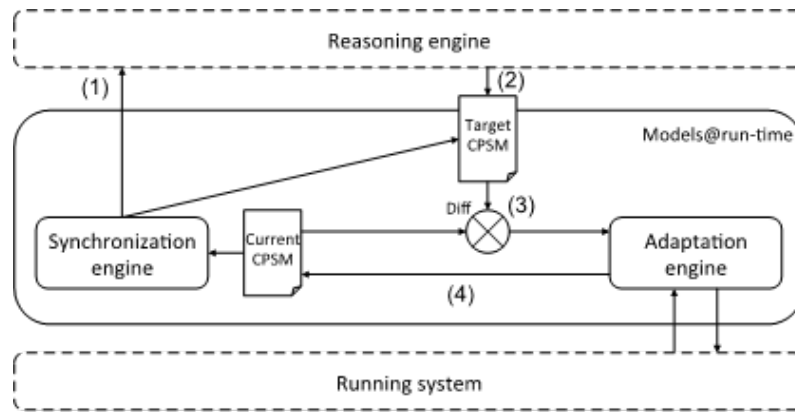 Reasoning engine
(1)
(2)
Target
CPSM
Models@run-time
Diff
(3)
Synchronization
engine
Current
CPSM
Adaptation
engine
(4)
Running system